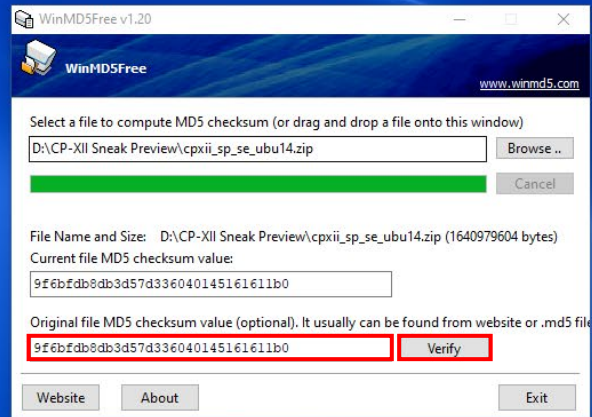 WinMD5Free v1.20
WinMD5Free
www.winmd5.com
Select a file to compute MD5 checksum (or drag and drop a file onto this window)
D:\CP-XII Sneak Preview\cpxii_sp_se_ubu14.zip
Browse ..
Cancel
File Name and Size: D:\CP-XII Sneak Preview\cpxii_sp_se_ubu14.zip (1640979604 bytes)
Current file MD5 checksum value:
9f6bfdb8db3d57d336040145161611b0
Original file MD5 checksum value (optional). It usually can be found from website or .md5 file
9f6bfdb8db3d57d336040145161611b0
Verify
Website
About
Exit